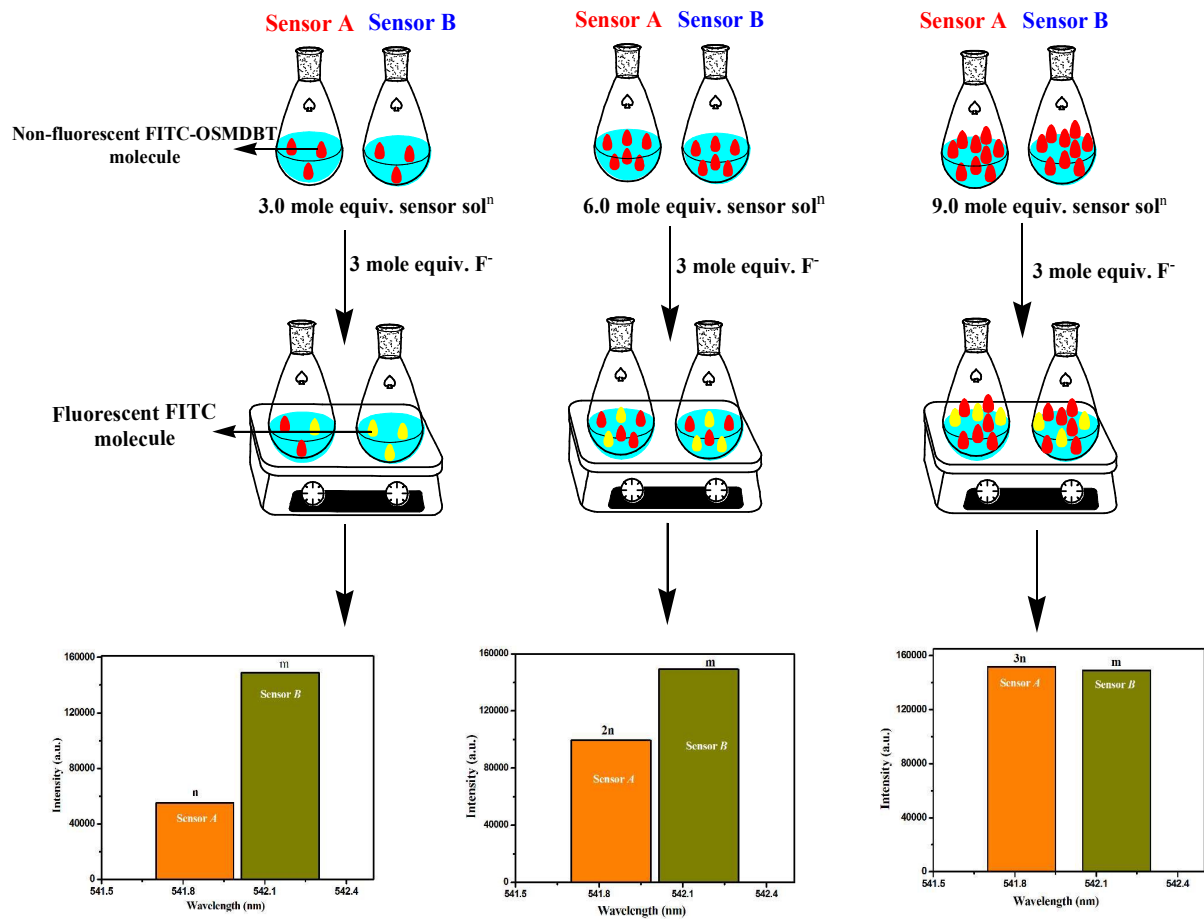 Sensor A Sensor B
Sensor A Sensor B
Sensor A Sensor B
Non-fluorescent FITC-OSMDBT
molecule
3.0 mole equiv. sensor solⁿ
6.0 mole equiv. sensor solⁿ
9.0 mole equiv. sensor solⁿ
3 mole equiv. F⁻
3 mole equiv. F⁻
3 mole equiv. F⁻
Fluorescent FITC
molecule
160000
120000
80000
40000
0
Intensity (a.u.)
n
Sensor A
m
Sensor B
541.5 541.8 542.1 542.4
Wavelength (nm)
160000
120000
80000
40000
0
Intensity (a.u.)
2n
Sensor A
m
Sensor B
541.5 541.8 542.1 542.4
Wavelength (nm)
160000
120000
80000
40000
0
Intensity (a.u.)
3n
Sensor A
m
Sensor B
541.5 541.8 542.1 542.4
Wavelength (nm)